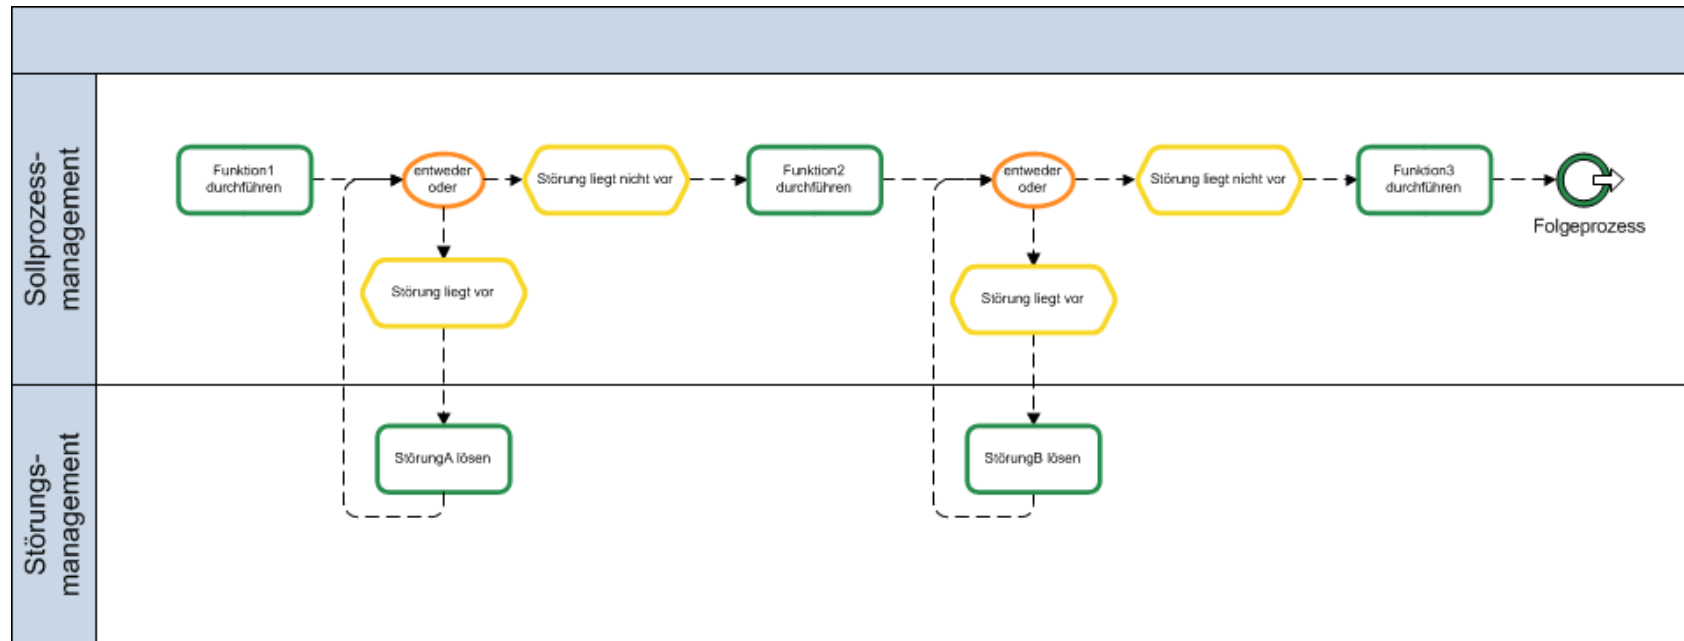 Sollprozess-
management
Funktion1
durchführen
entweder
oder
Störung liegt nicht vor
Funktion2
durchführen
entweder
oder
Störung liegt nicht vor
Funktion3
durchführen
Folgeprozess
Störung liegt vor
Störung liegt vor
Störungs-
management
StörungA lösen
StörungB lösen